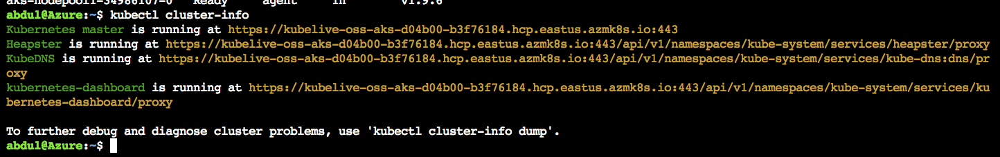 aks-nodepool1-34986107-0 Ready agent 1h v1.9.6
abdul@Azure:~$ kubectl cluster-info
Kubernetes master is running at https://kubelive-oss-aks-d04b00-b3f76184.hcp.eastus.azmk8s.io:443
Heapster is running at https://kubelive-oss-aks-d04b00-b3f76184.hcp.eastus.azmk8s.io:443/api/v1/namespaces/kube-system/services/heapster/proxy
KubeDNS is running at https://kubelive-oss-aks-d04b00-b3f76184.hcp.eastus.azmk8s.io:443/api/v1/namespaces/kube-system/services/kube-dns:dns/pr
oxy
kubernetes-dashboard is running at https://kubelive-oss-aks-d04b00-b3f76184.hcp.eastus.azmk8s.io:443/api/v1/namespaces/kube-system/services/ku
bernetes-dashboard/proxy
To further debug and diagnose cluster problems, use 'kubectl cluster-info dump'.
abdul@Azure:~$